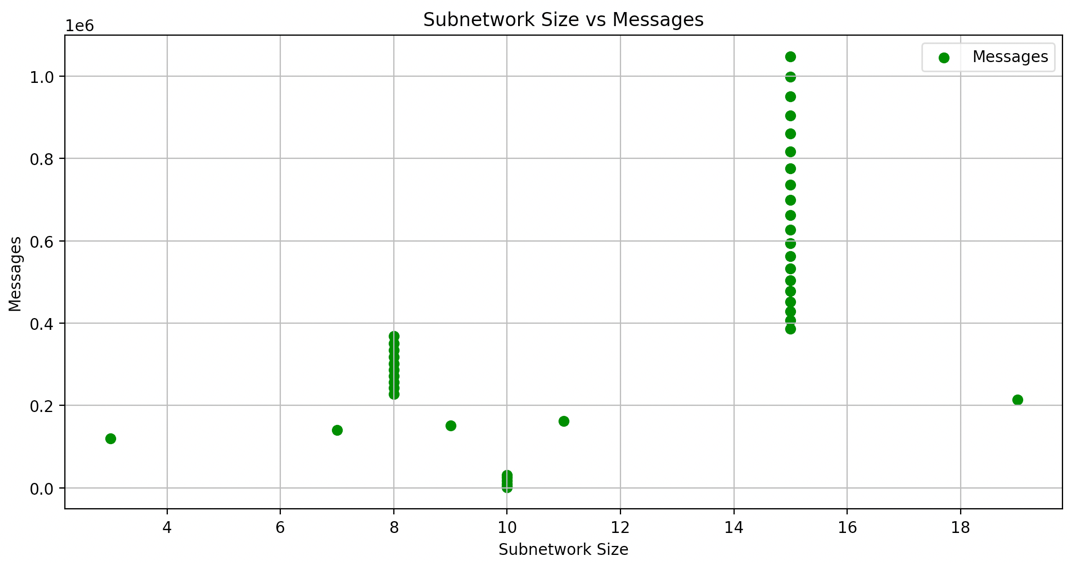 Subnetwork Size vs Messages
1e6
Messages
1.0
0.8
0.6
0.4
0.2
0.0
Messages
4 6 8 10 12 14 16 18
Subnetwork Size